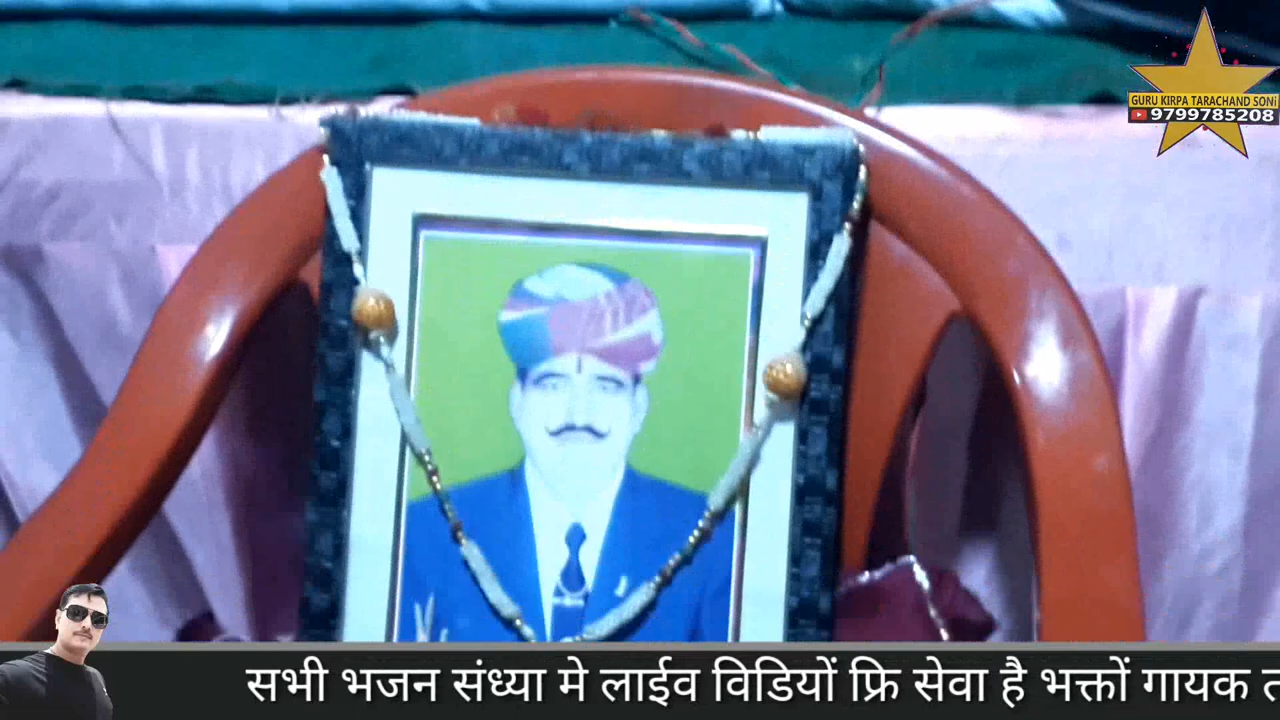 GURU KIRPA TARACHAND SONI
9799785208
सभी भजन संध्या मे लाईव विडियों फ्रि सेवा है भक्तों गायक